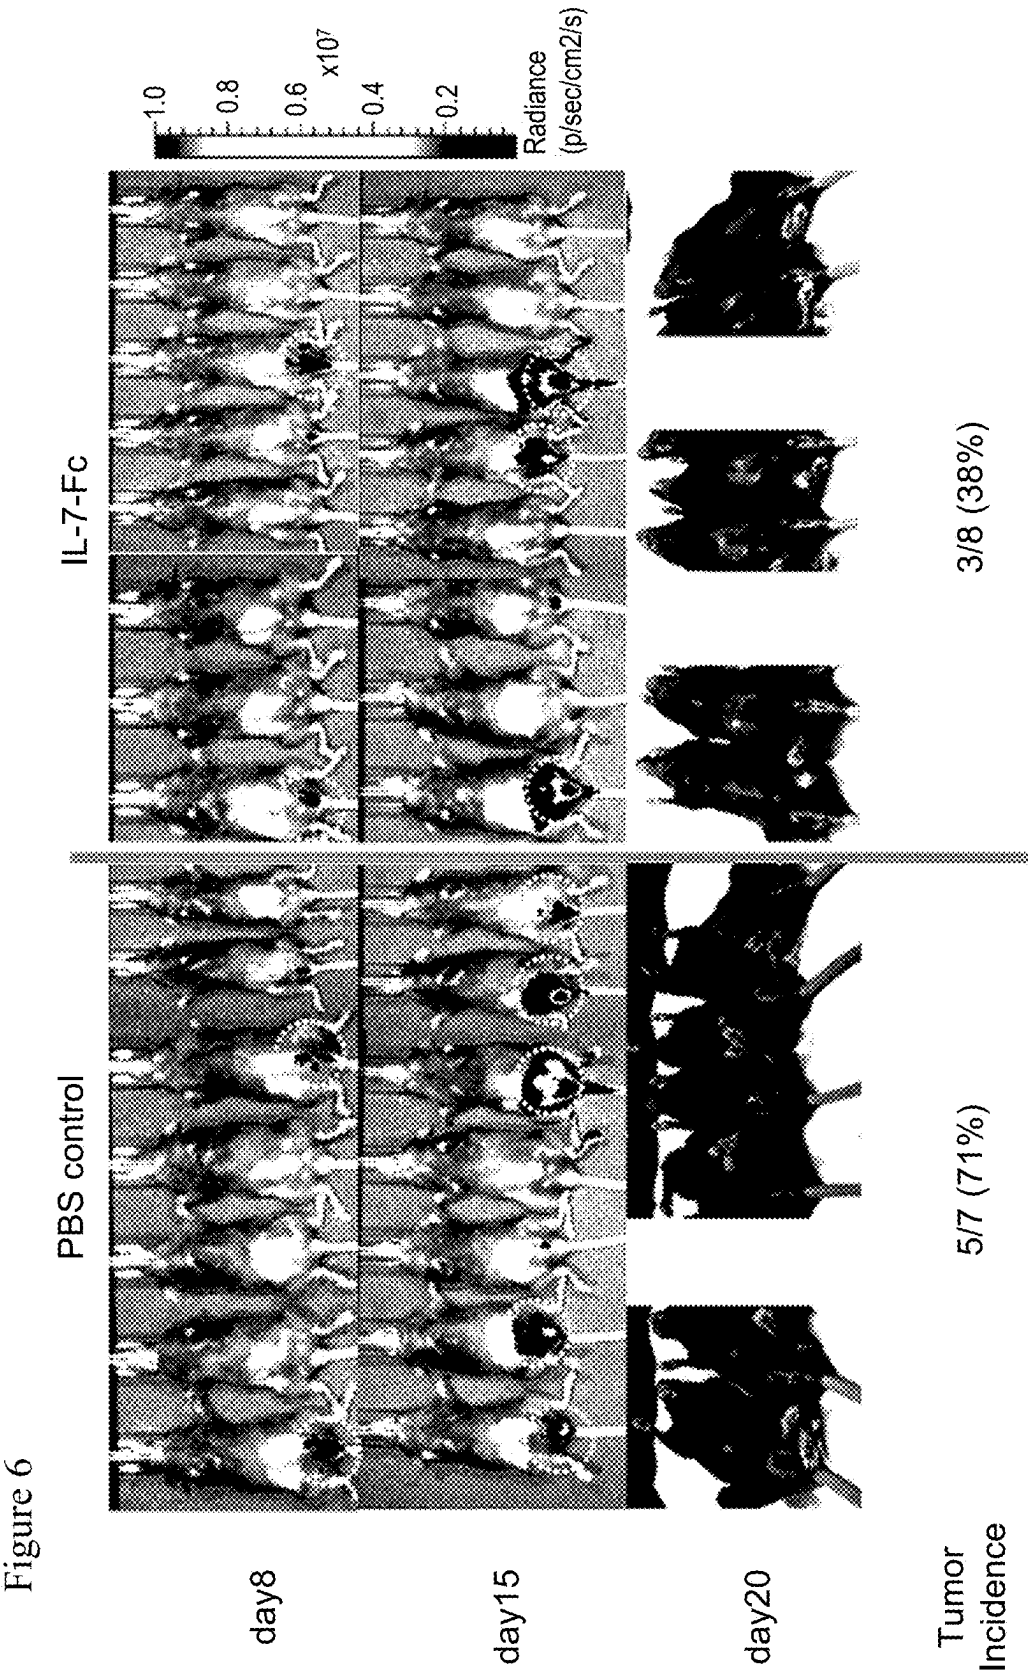 Figure 6
PBS control
IL-7-Fc
day8
day15
day20
1.0
0.8
0.6
x10⁷
0.4
0.2
Radiance
(p/sec/cm2/s)
Tumor
Incidence
5/7 (71%)
3/8 (38%)